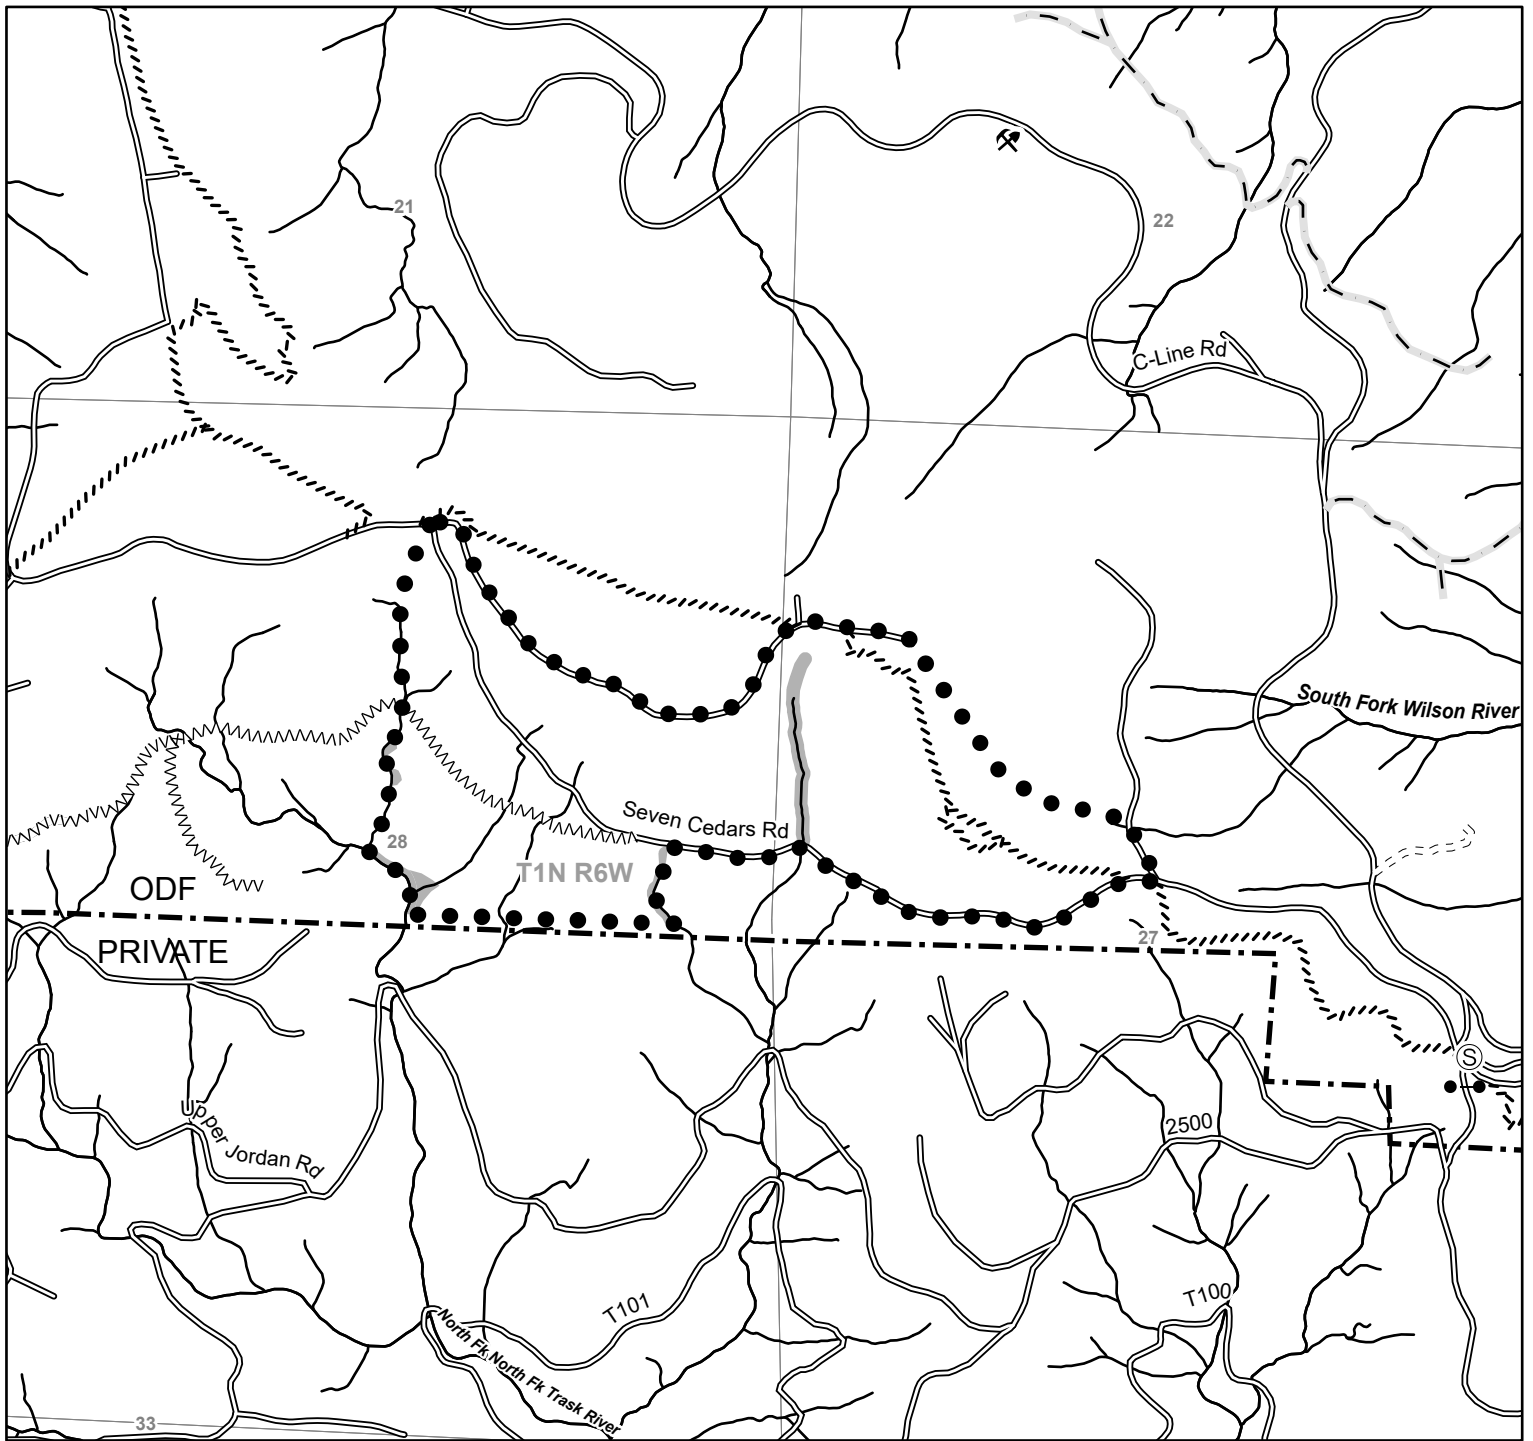 21
22
C-Line Rd
South Fork Wilson River
Seven Cedars Rd
28
T1N R6W
ODF
PRIVATE
27
S
Upper Jordan Rd
2500
T101
T100
North Fk North Fk Trask River
33